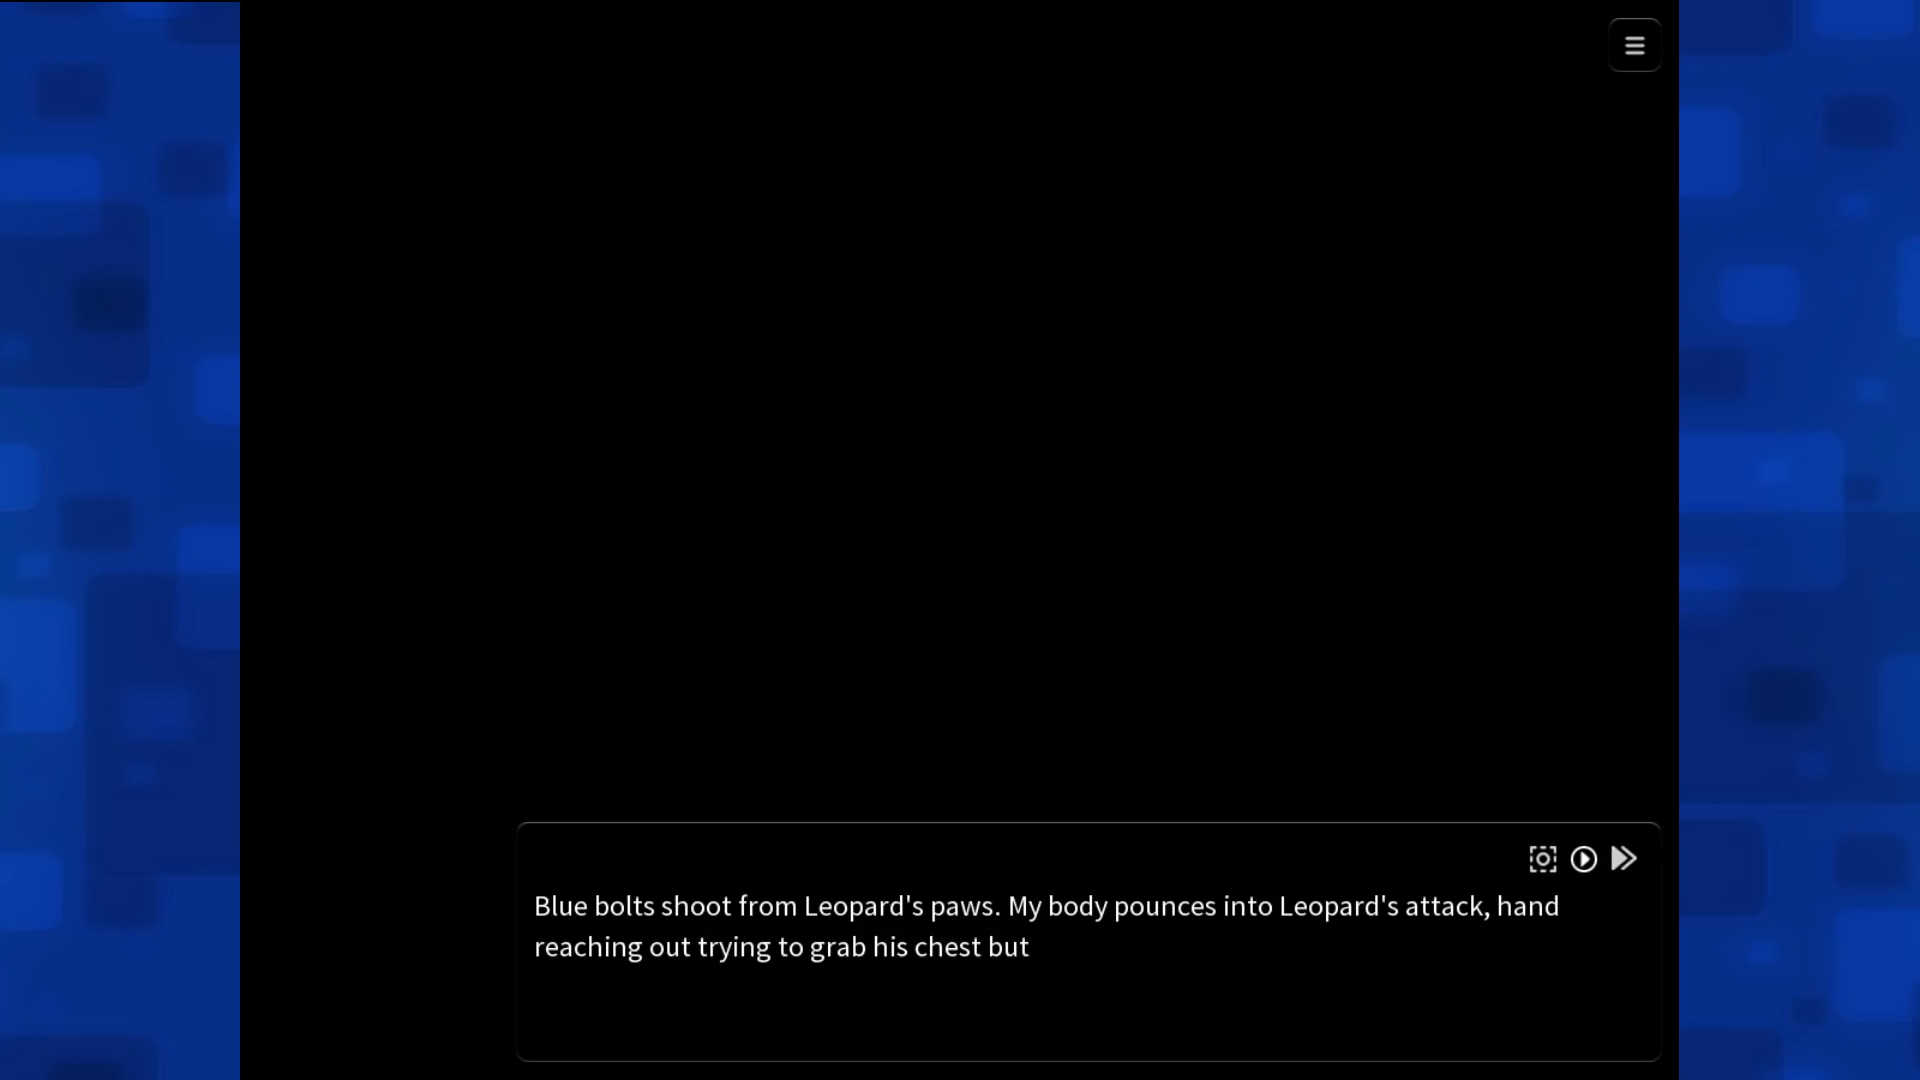 Blue bolts shoot from Leopard's paws. My body pounces into Leopard's attack, hand
reaching out trying to grab his chest but